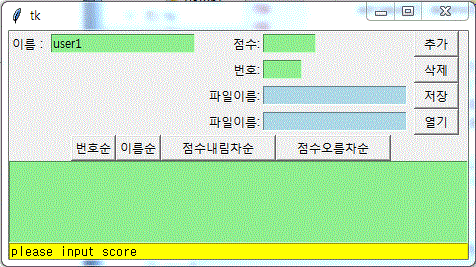 tk
이름 : user1 점수: 추가
번호: 삭제
파일이름: 저장
파일이름: 열기
번호순 이름순 점수내림차순 점수오름차순
please input score